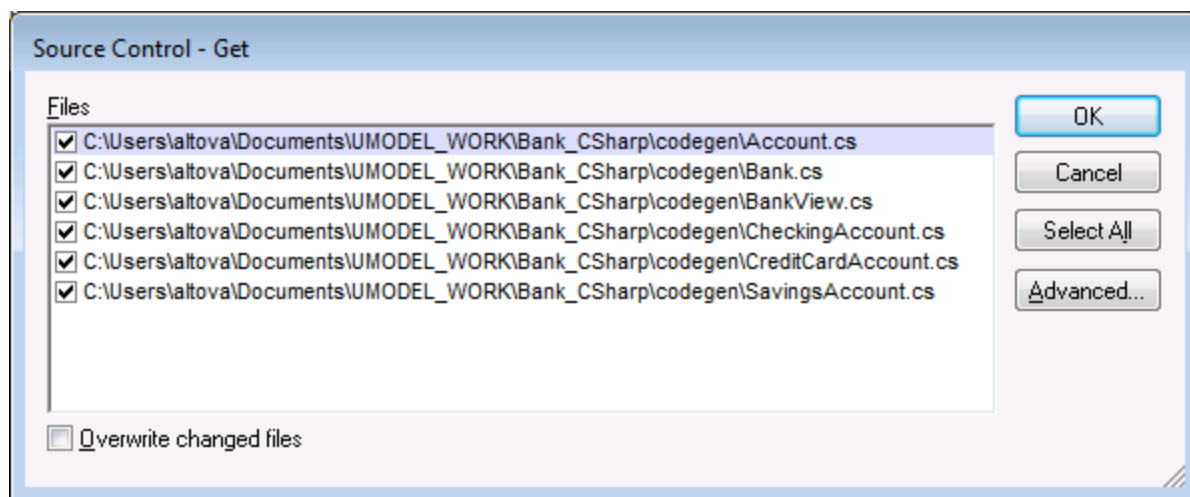 Source Control - Get
Files
C:\Users\altova\Documents\UMODEL_WORK\Bank_CSharp\codegen\Account.cs
C:\Users\altova\Documents\UMODEL_WORK\Bank_CSharp\codegen\Bank.cs
C:\Users\altova\Documents\UMODEL_WORK\Bank_CSharp\codegen\BankView.cs
C:\Users\altova\Documents\UMODEL_WORK\Bank_CSharp\codegen\CheckingAccount.cs
C:\Users\altova\Documents\UMODEL_WORK\Bank_CSharp\codegen\CreditCardAccount.cs
C:\Users\altova\Documents\UMODEL_WORK\Bank_CSharp\codegen\SavingsAccount.cs
Overwrite changed files
OK
Cancel
Select All
Advanced...